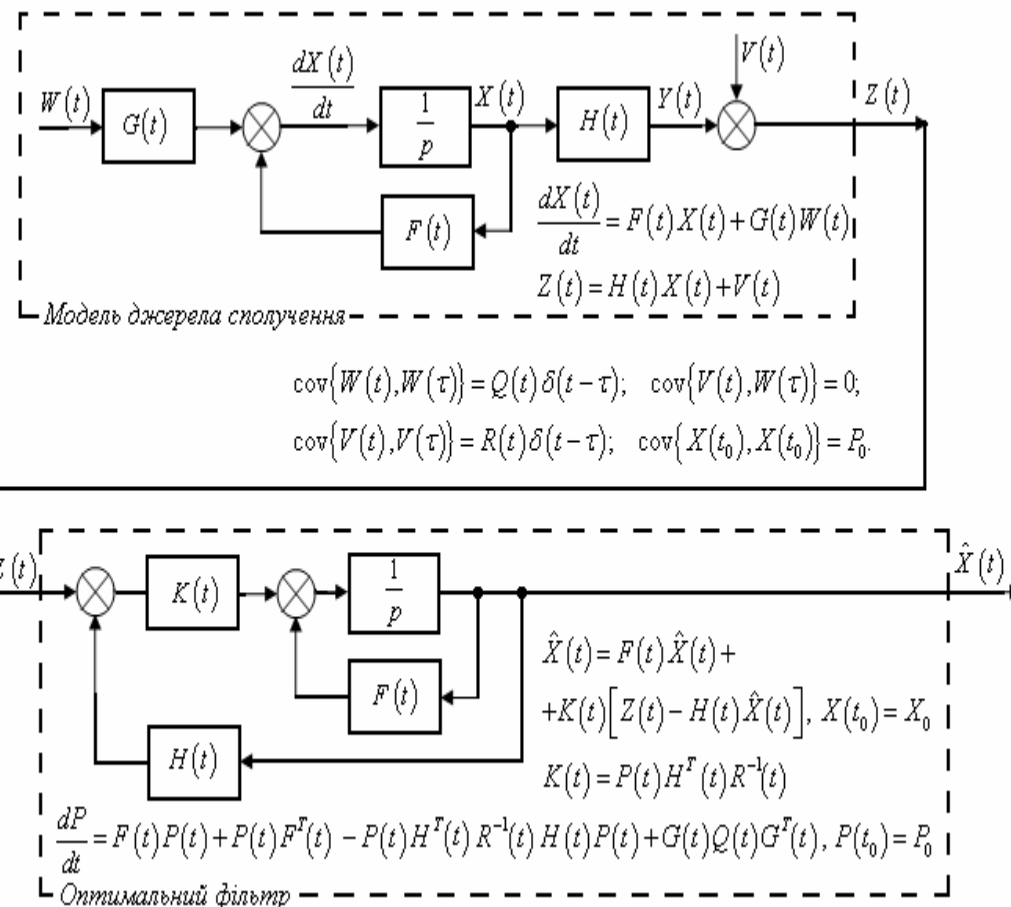 V(t)
dX(t)/dt
W(t) G(t) 1/p X(t) H(t) Y(t) Z(t)
F(t)
dX(t)/dt = F(t)X(t)+G(t)W(t)
Z(t)=H(t)X(t)+V(t)
Модель джерела сполучення
cov{W(t),W(τ)}=Q(t)δ(t−τ); cov{V(t),W(τ)}=0;
cov{V(t),V(τ)}=R(t)δ(t−τ); cov{X(t₀),X(t₀)}=P₀.
Z(t) K(t) 1/p X̂(t)
F(t)
H(t)
X̂(t)=F(t)X̂(t)+
+K(t)[Z(t)−H(t)X̂(t)], X(t₀)=X₀
K(t)=P(t)Hᵀ(t)R⁻¹(t)
dP/dt=F(t)P(t)+P(t)Fᵀ(t)−P(t)Hᵀ(t)R⁻¹(t)H(t)P(t)+G(t)Q(t)Gᵀ(t), P(t₀)=P₀
Оптимальний фільтр